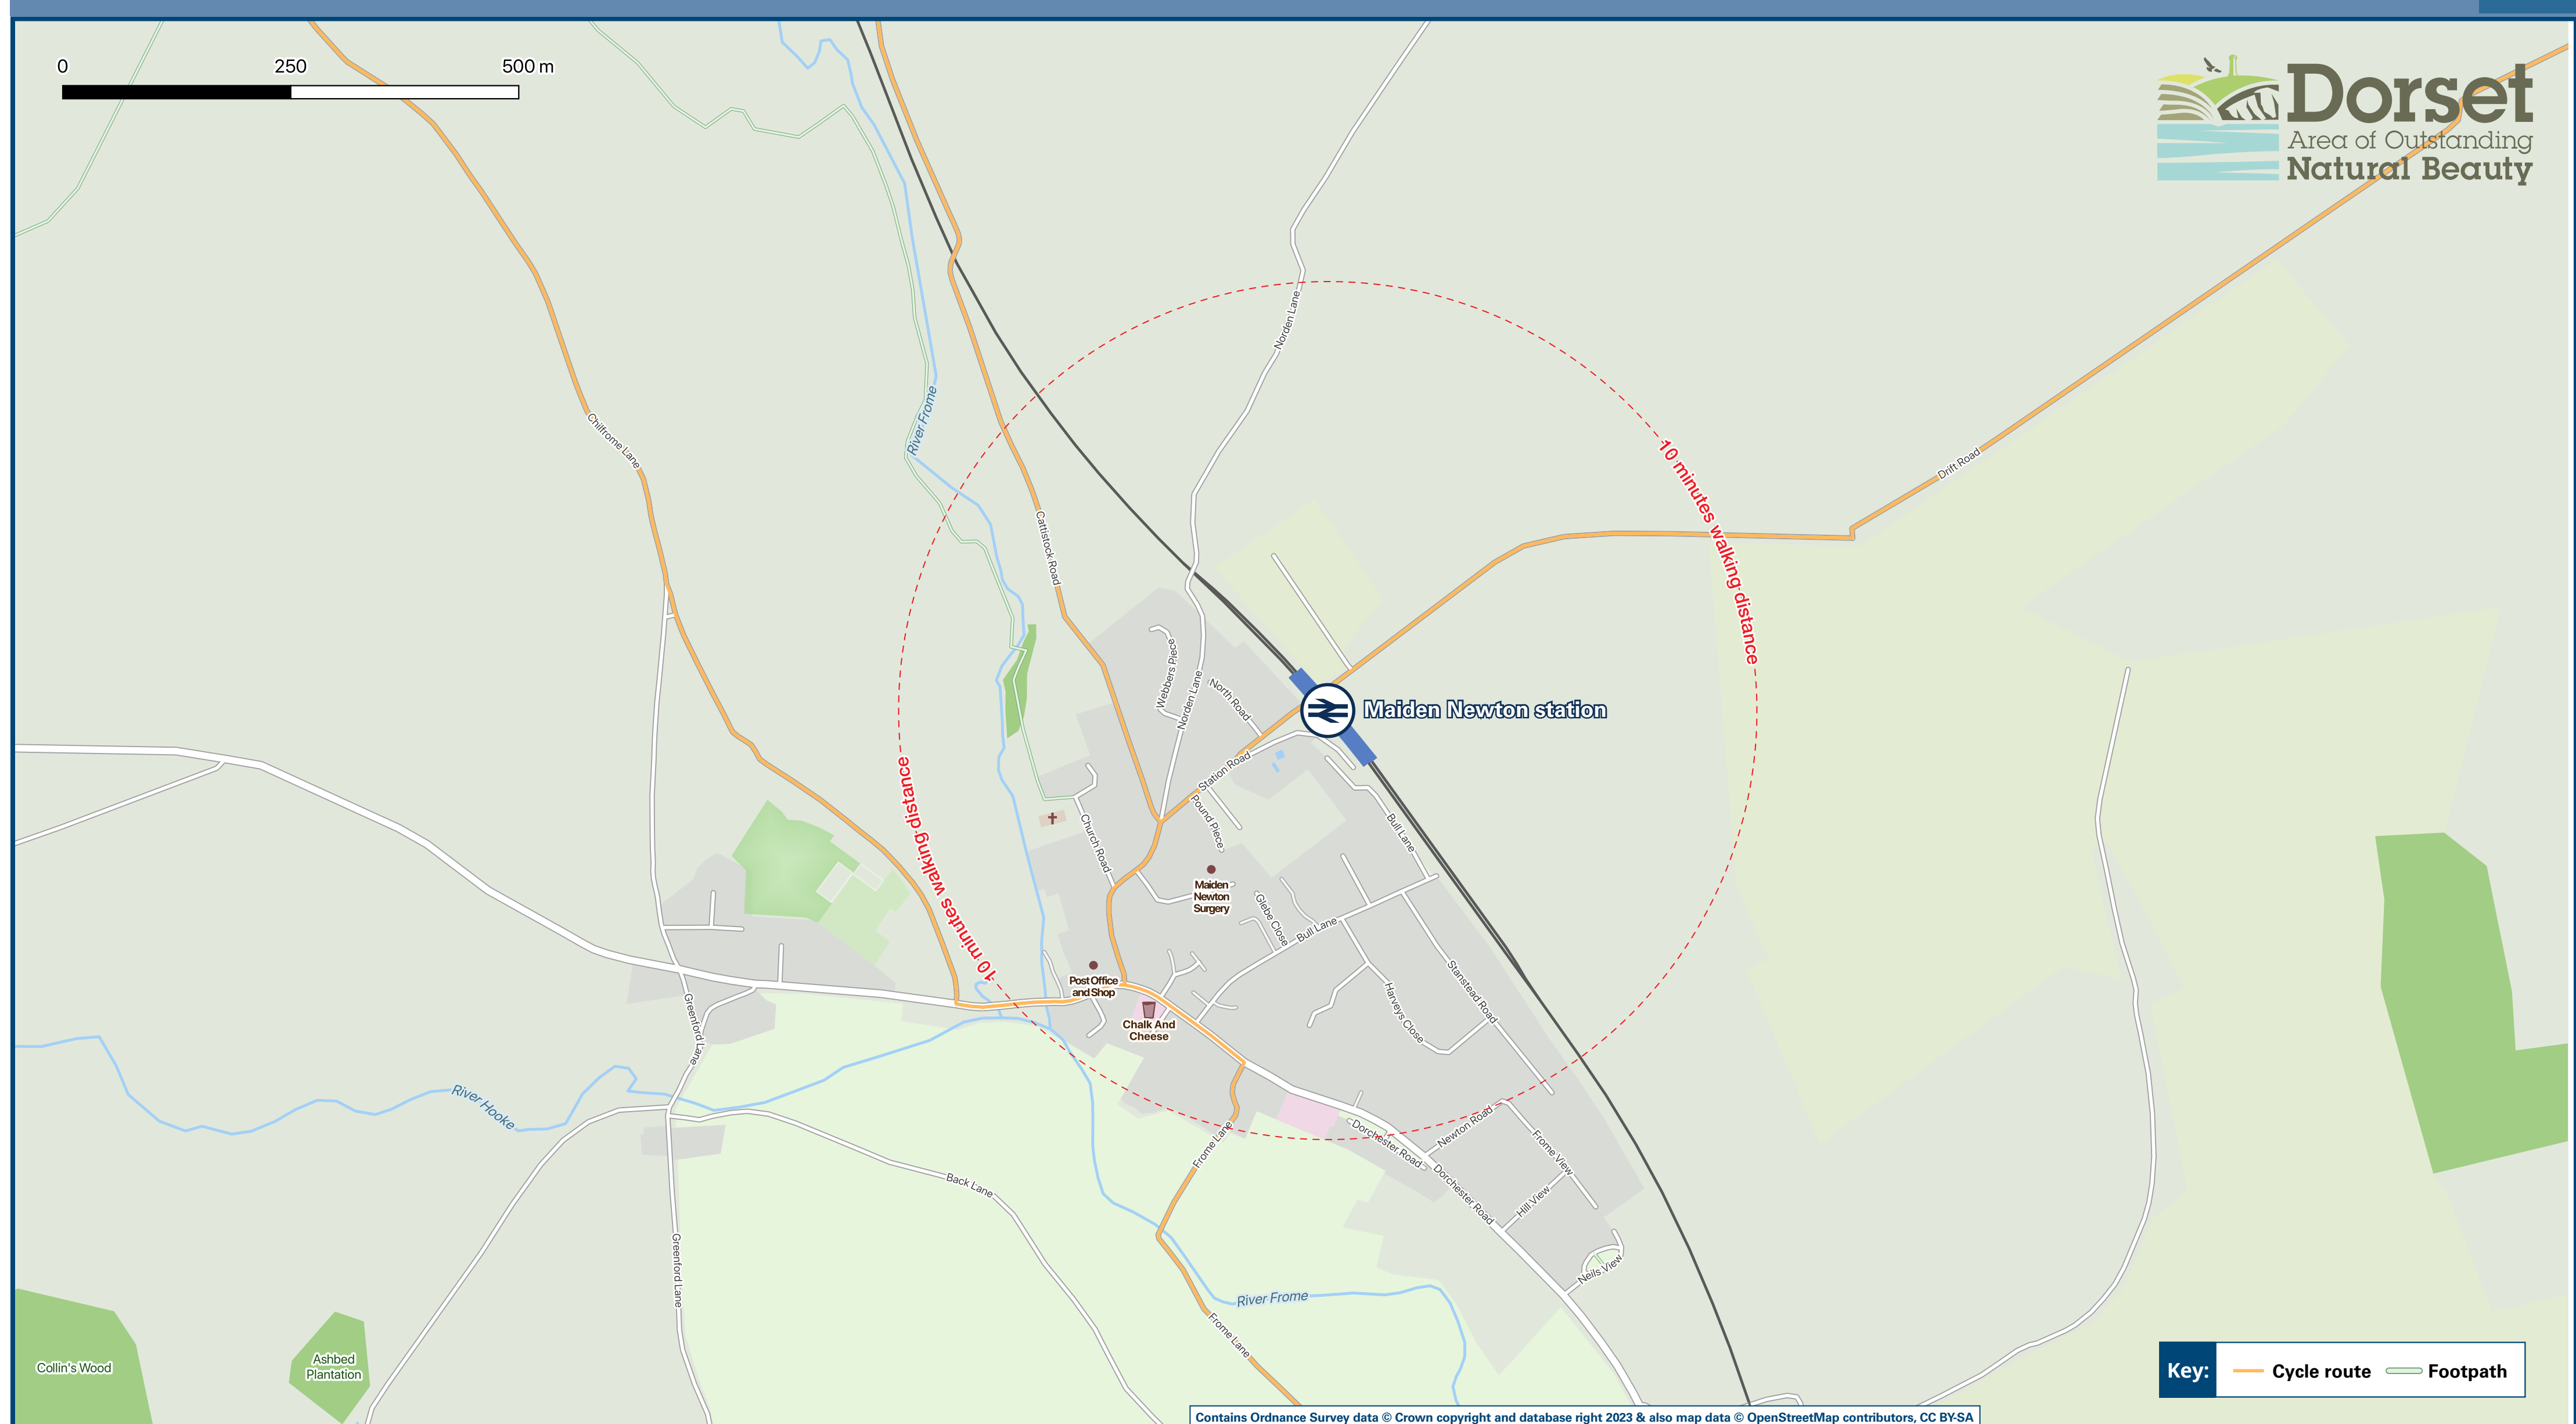 0 250 500 m
Dorset
Area of Outstanding
Natural Beauty
Norden Lane
River Frome
Chilfrome Lane
10 minutes walking distance
Drift Road
Cattistock Road
Webbers Piece
Norden Lane
North Road
Maiden Newton station
Station Road
10 minutes walking distance
Pound Piece
Church Road
Bull Lane
Maiden
Newton
Surgery
Glebe Close
Bull Lane
Post Office
and Shop
Stanstead Road
Harveys Close
Greenford Lane
Chalk And
Cheese
River Hooke
Newton Road
Dorchester Road
Frome Lane
Frome View
Back Lane
Dorchester Road
Hill View
Greenford Lane
Neils View
River Frome
Frome Lane
Collin's Wood
Ashbed
Plantation
Key: Cycle route Footpath
Contains Ordnance Survey data © Crown copyright and database right 2023 & also map data © OpenStreetMap contributors, CC BY-SA